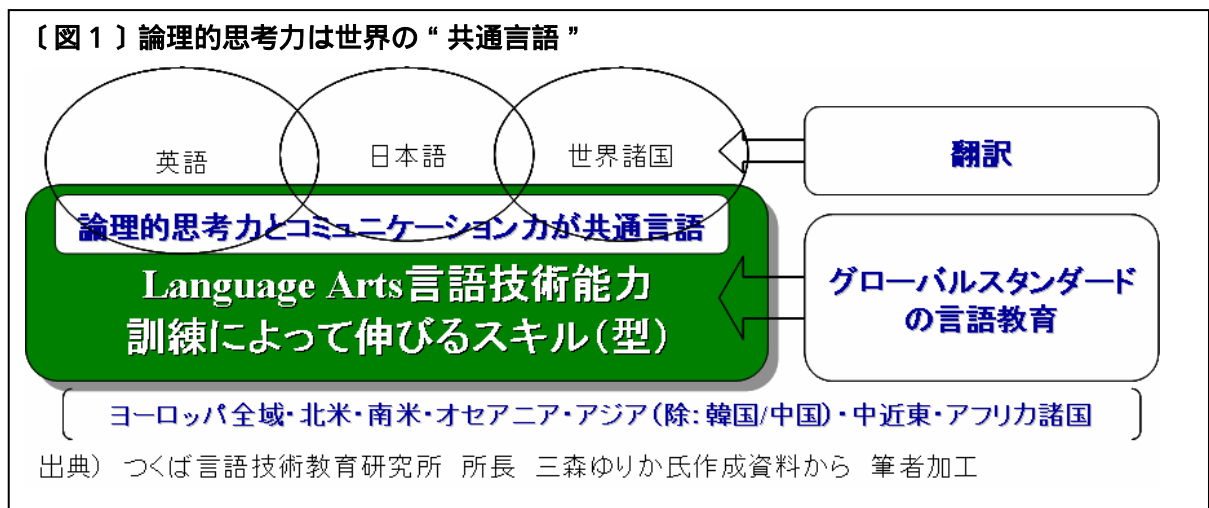 〔図１〕論理的思考力は世界の“共通言語”
英語
日本語
世界諸国
翻訳
論理的思考力とコミュニケーション力が共通言語
Language Arts言語技術能力
訓練によって伸びるスキル（型）
グローバルスタンダード
の言語教育
ヨーロッパ全域・北米・南米・オセアニア・アジア（除：韓国/中国）・中近東・アフリカ諸国
出典） つくば言語技術教育研究所 所長 三森ゆりか氏作成資料から 筆者加工